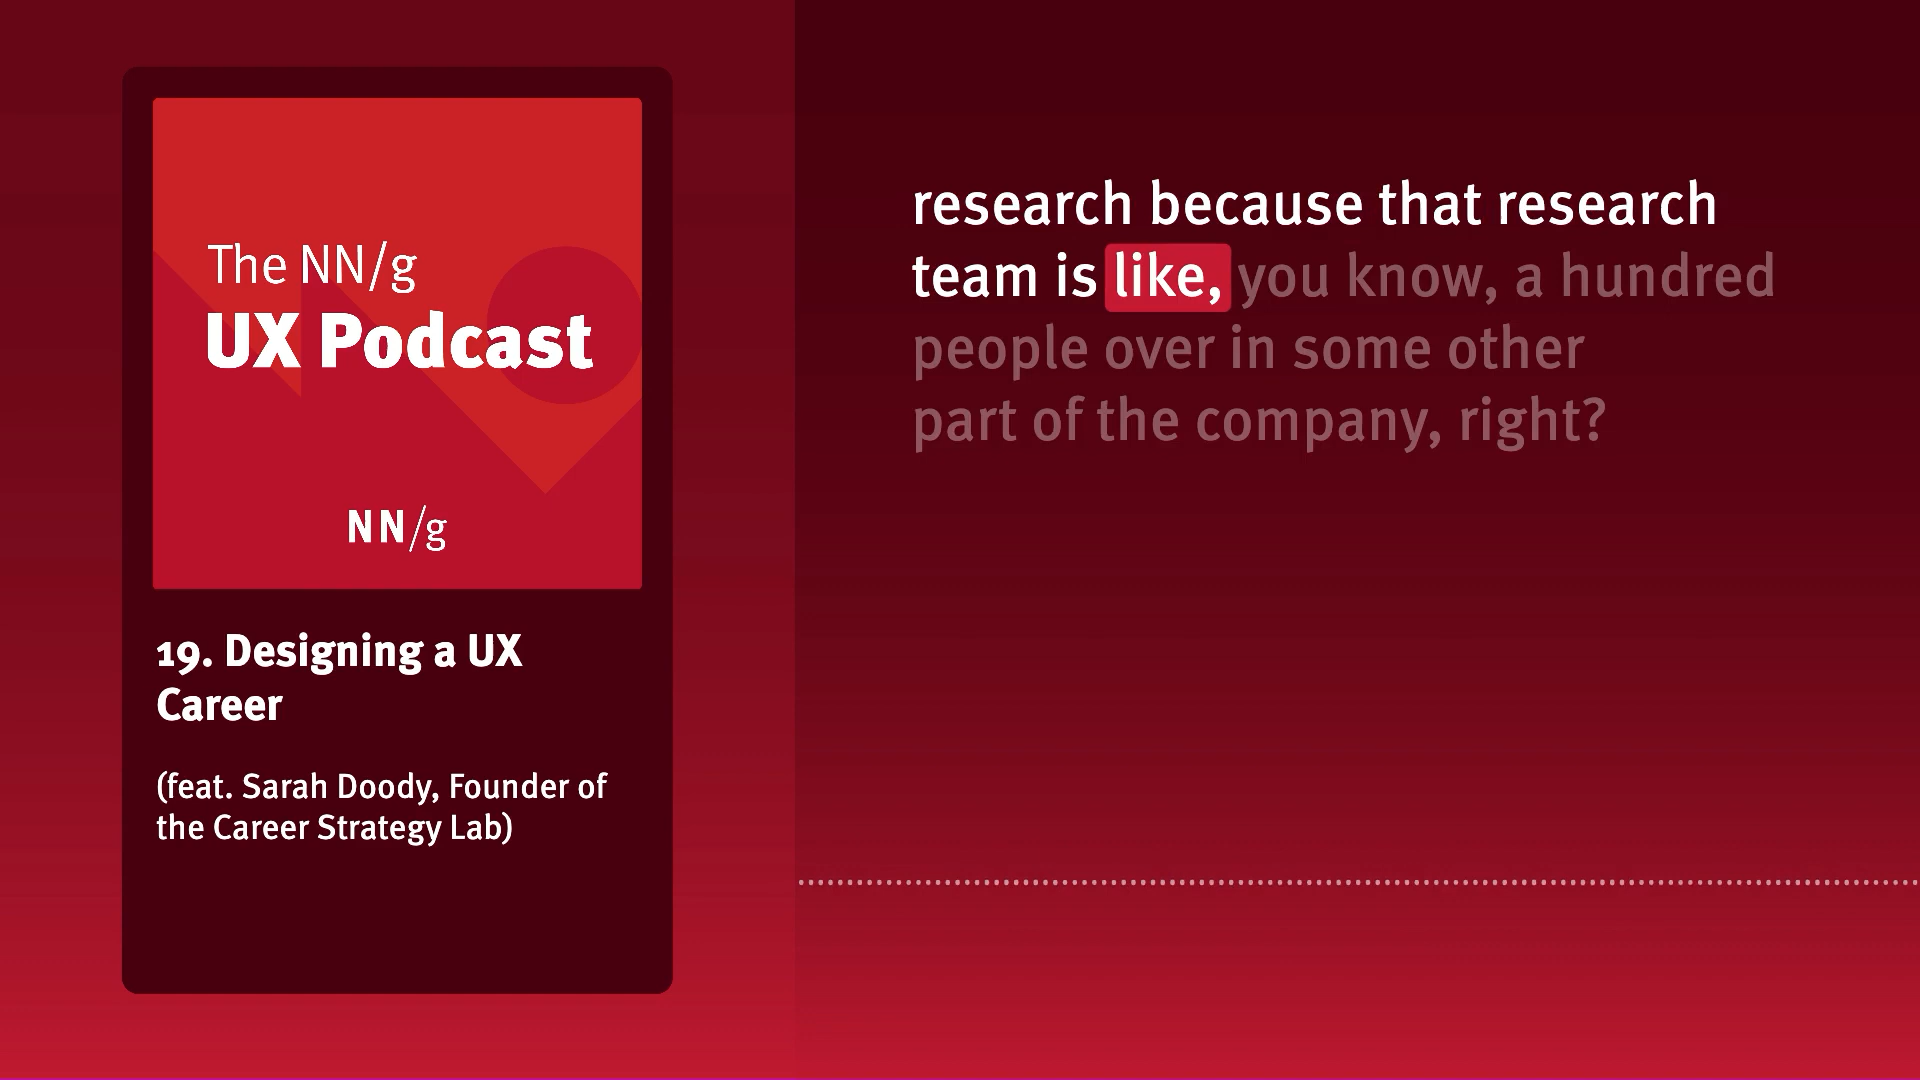 The NN/g
UX Podcast
NN/g
19. Designing a UX
Career
(feat. Sarah Doody, Founder of
the Career Strategy Lab)
research because that research
team is like, you know, a hundred
people over in some other
part of the company, right?